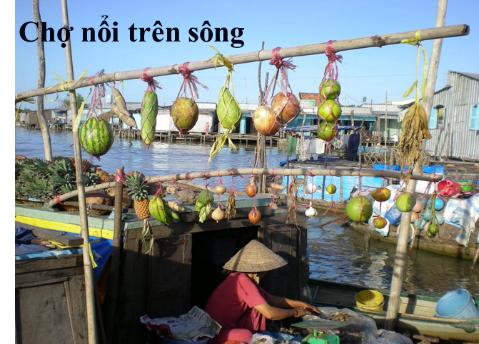 Chợ nổi trên sông